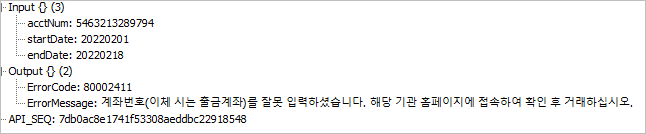 Input {} (3)
acctNum: 5463213289794
startDate: 20220201
endDate: 20220218
Output {} (2)
ErrorCode: 80002411
ErrorMessage: 계좌번호(이체 시는 출금계좌)를 잘못 입력하셨습니다. 해당 기관 홈페이지에 접속하여 확인 후 거래하십시오.
API_SEQ: 7db0ac8e1741f53308aeddbc22918548